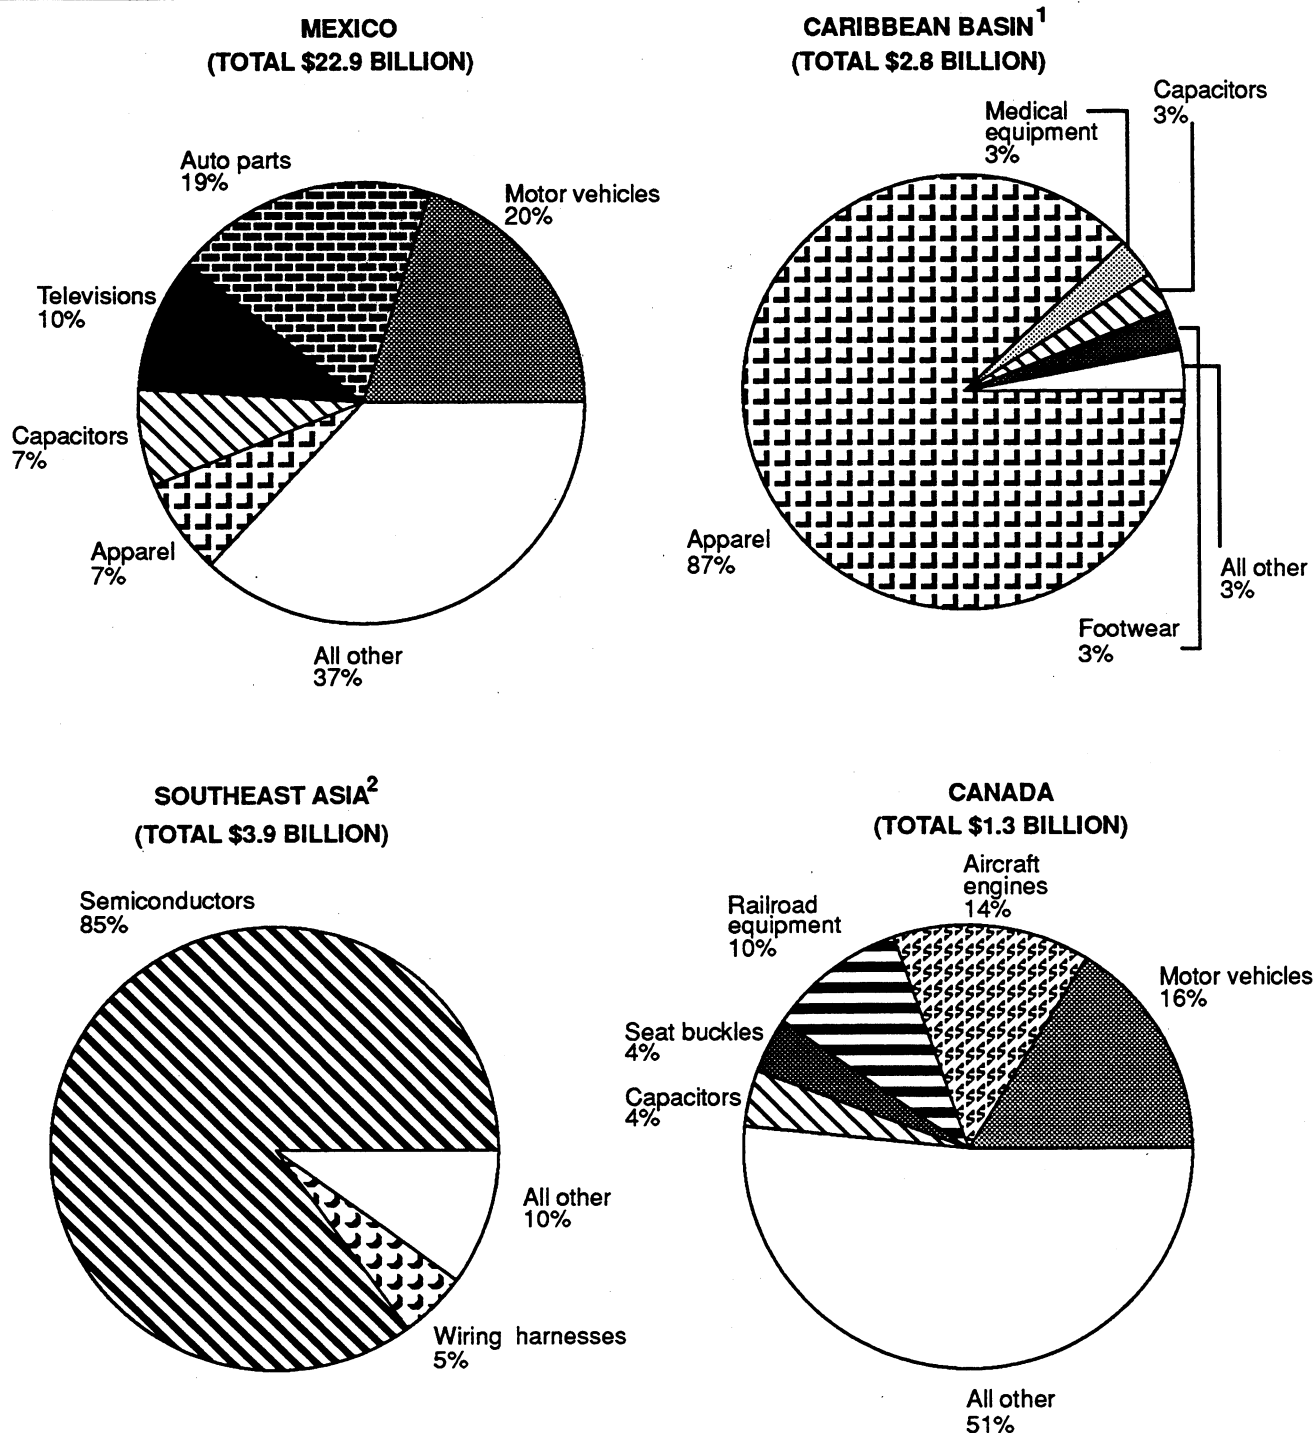 MEXICO
(TOTAL $22.9 BILLION)
Auto parts
19%
Motor vehicles
20%
Televisions
10%
Capacitors
7%
Apparel
7%
All other
37%
CARIBBEAN BASIN1
(TOTAL $2.8 BILLION)
Capacitors
3%
Medical
equipment
3%
Apparel
87%
All other
3%
Footwear
3%
SOUTHEAST ASIA2
(TOTAL $3.9 BILLION)
Semiconductors
85%
All other
10%
Wiring harnesses
5%
CANADA
(TOTAL $1.3 BILLION)
Aircraft
engines
14%
Railroad
equipment
10%
Motor vehicles
16%
Seat buckles
4%
Capacitors
4%
All other
51%